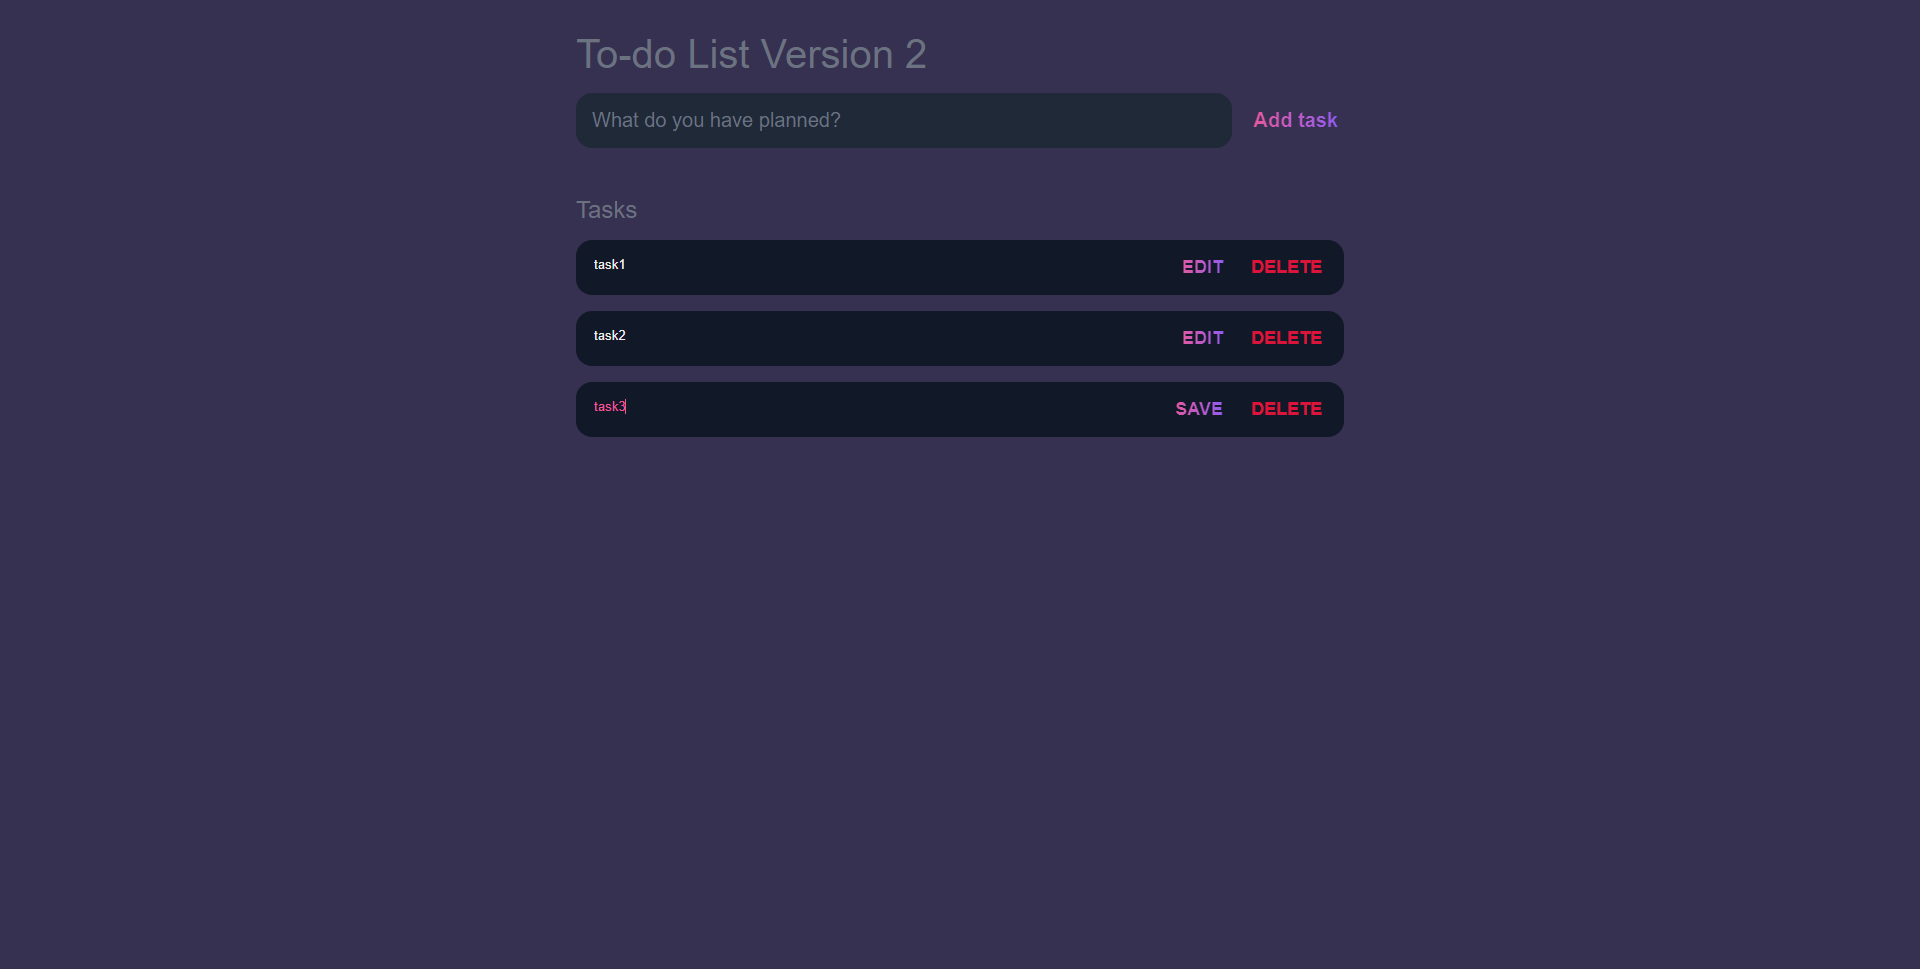 To-do List Version 2
What do you have planned? Add task
Tasks
task1 EDIT DELETE
task2 EDIT DELETE
task3 SAVE DELETE